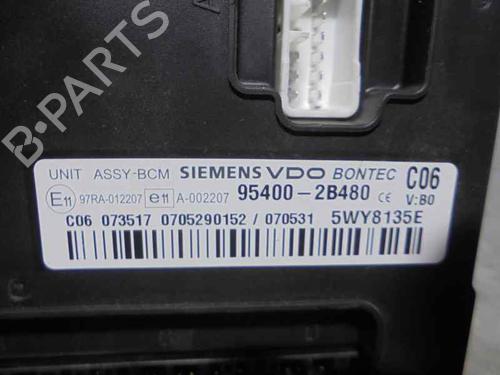 A
B-PARTS
UNIT ASSY-BCM SIEMENS VDO BONTEC C06
E11 97RA-012207 e11 A-002207 95400-2B480 CE V:B0
C06 073517 0705290152 / 070531 5WY8135E